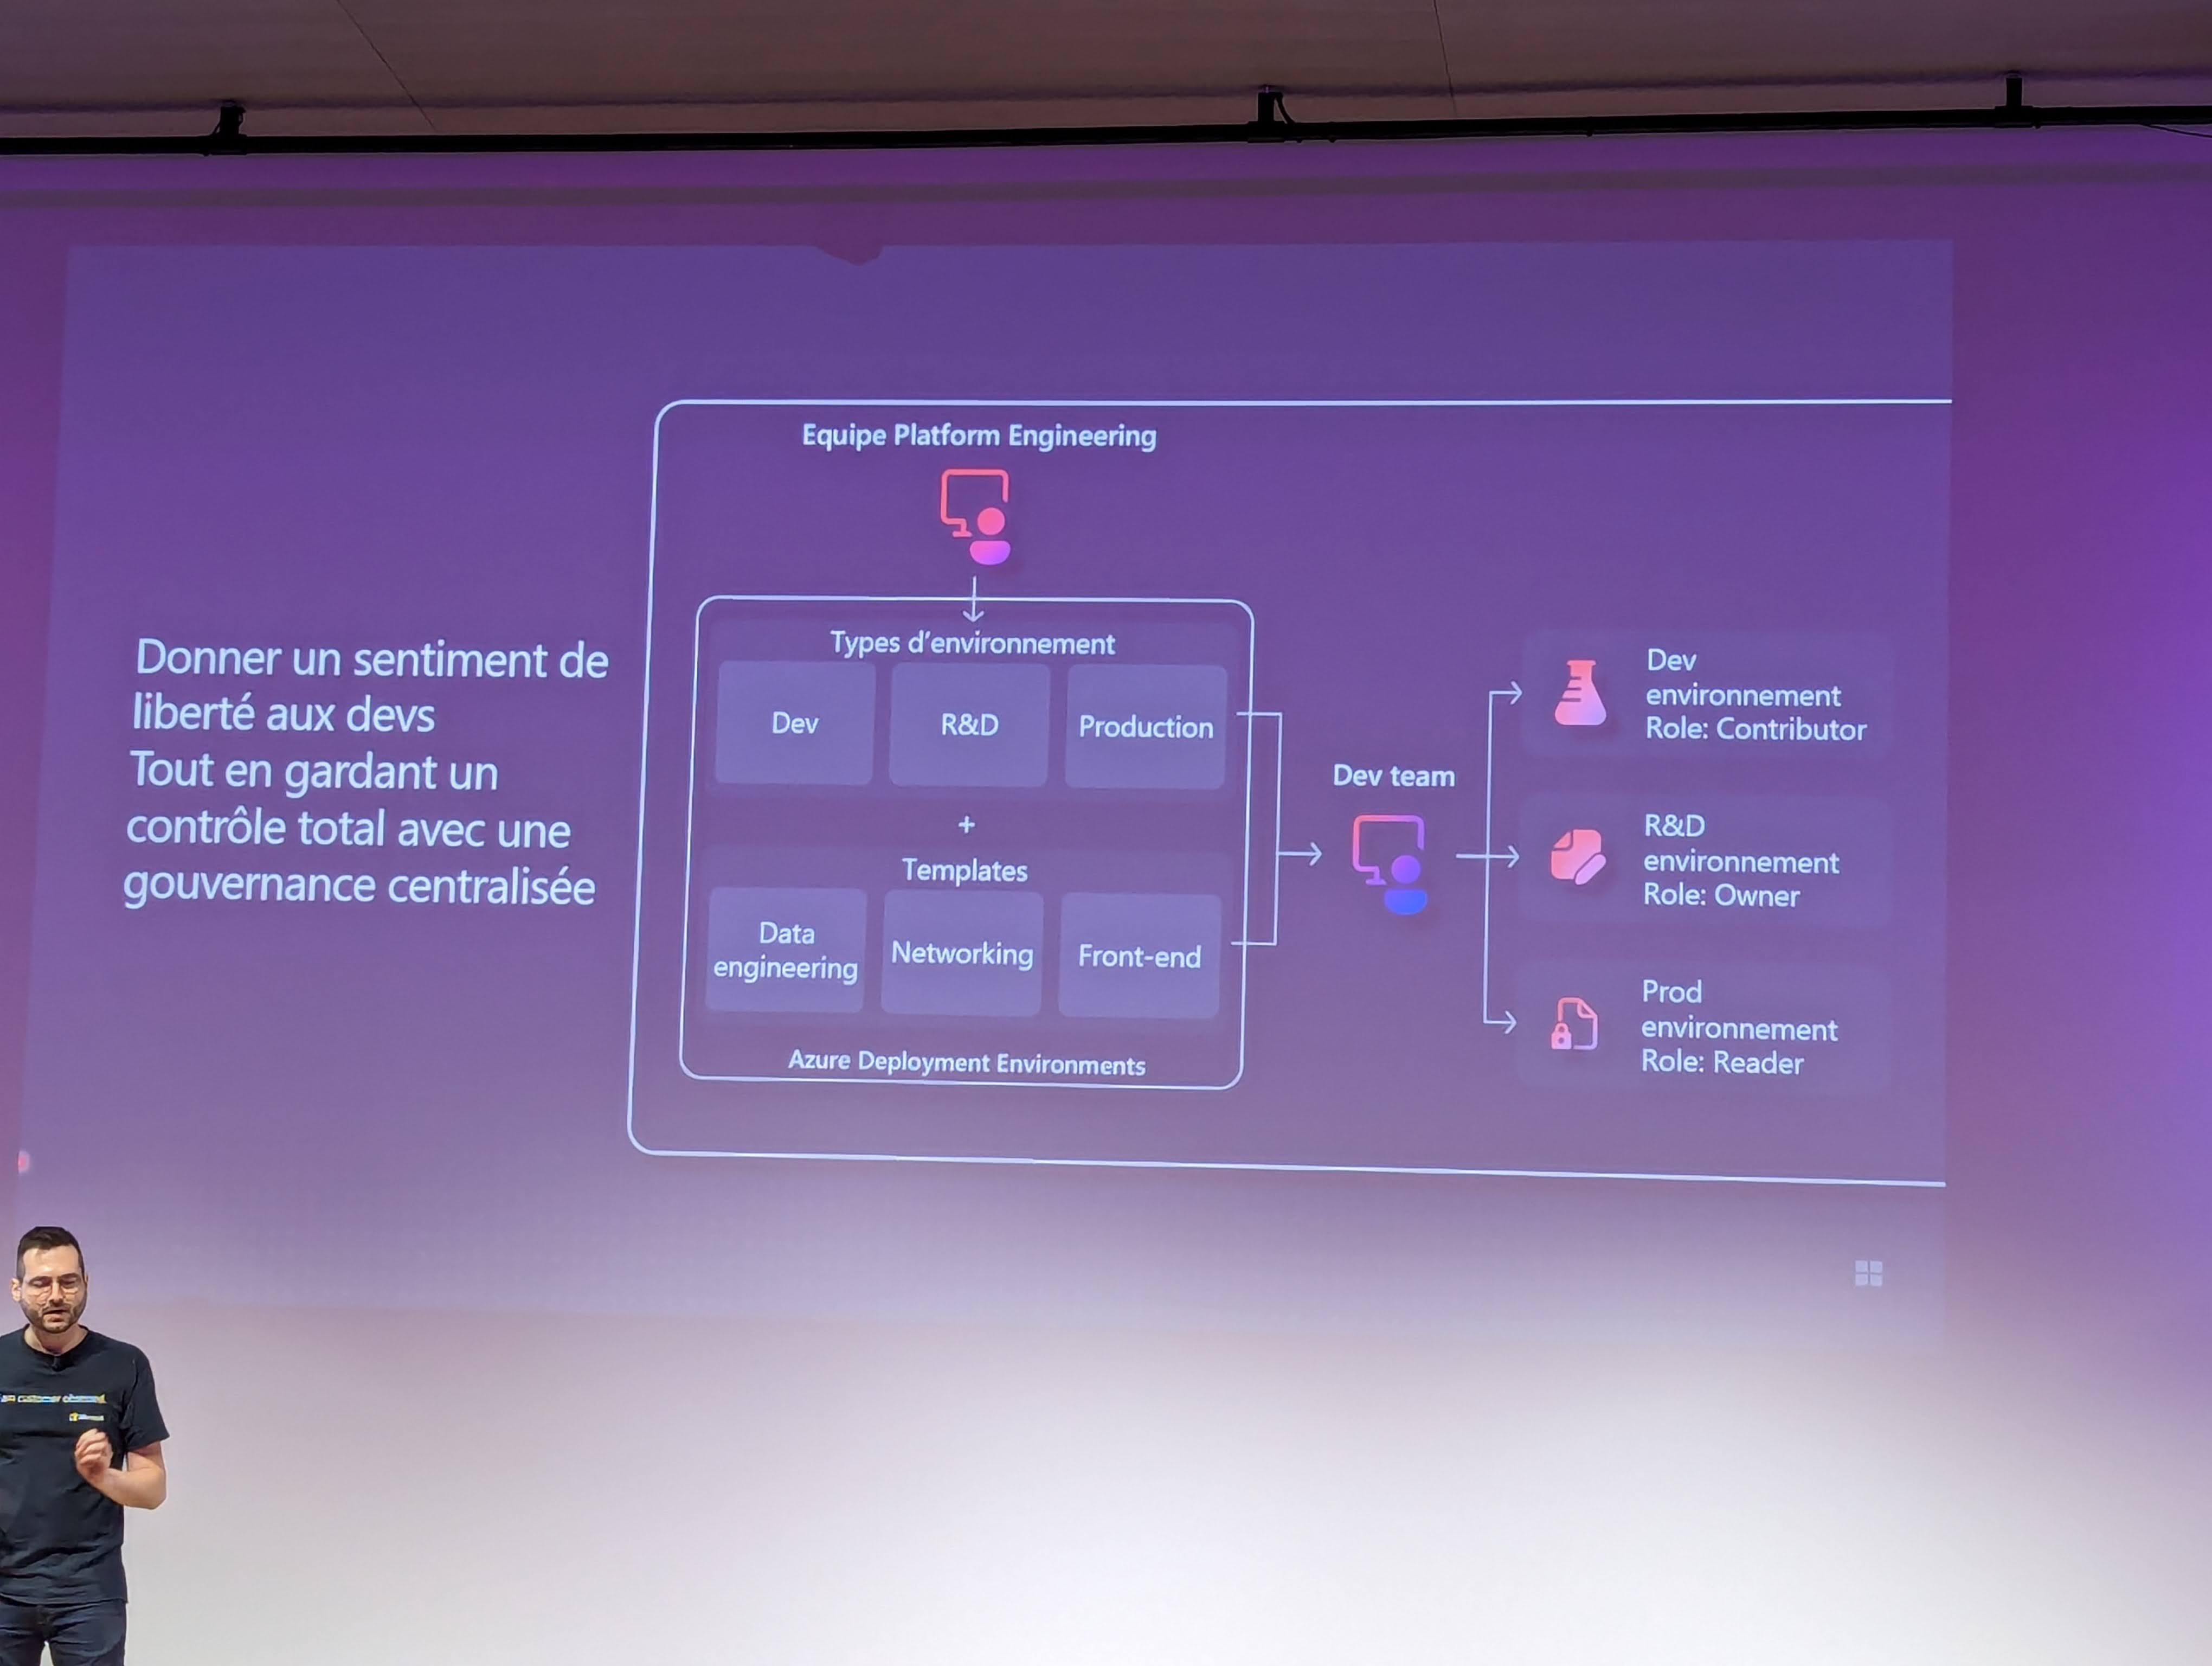 Donner un sentiment de
liberté aux devs
Tout en gardant un
contrôle total avec une
gouvernance centralisée
Equipe Platform Engineering
Types d'environnement
Dev
R&D
Production
+
Templates
Data
engineering
Networking
Front-end
Azure Deployment Environments
Dev team
Dev
environnement
Role: Contributor
R&D
environnement
Role: Owner
Prod
environnement
Role: Reader
customer
Microsoft